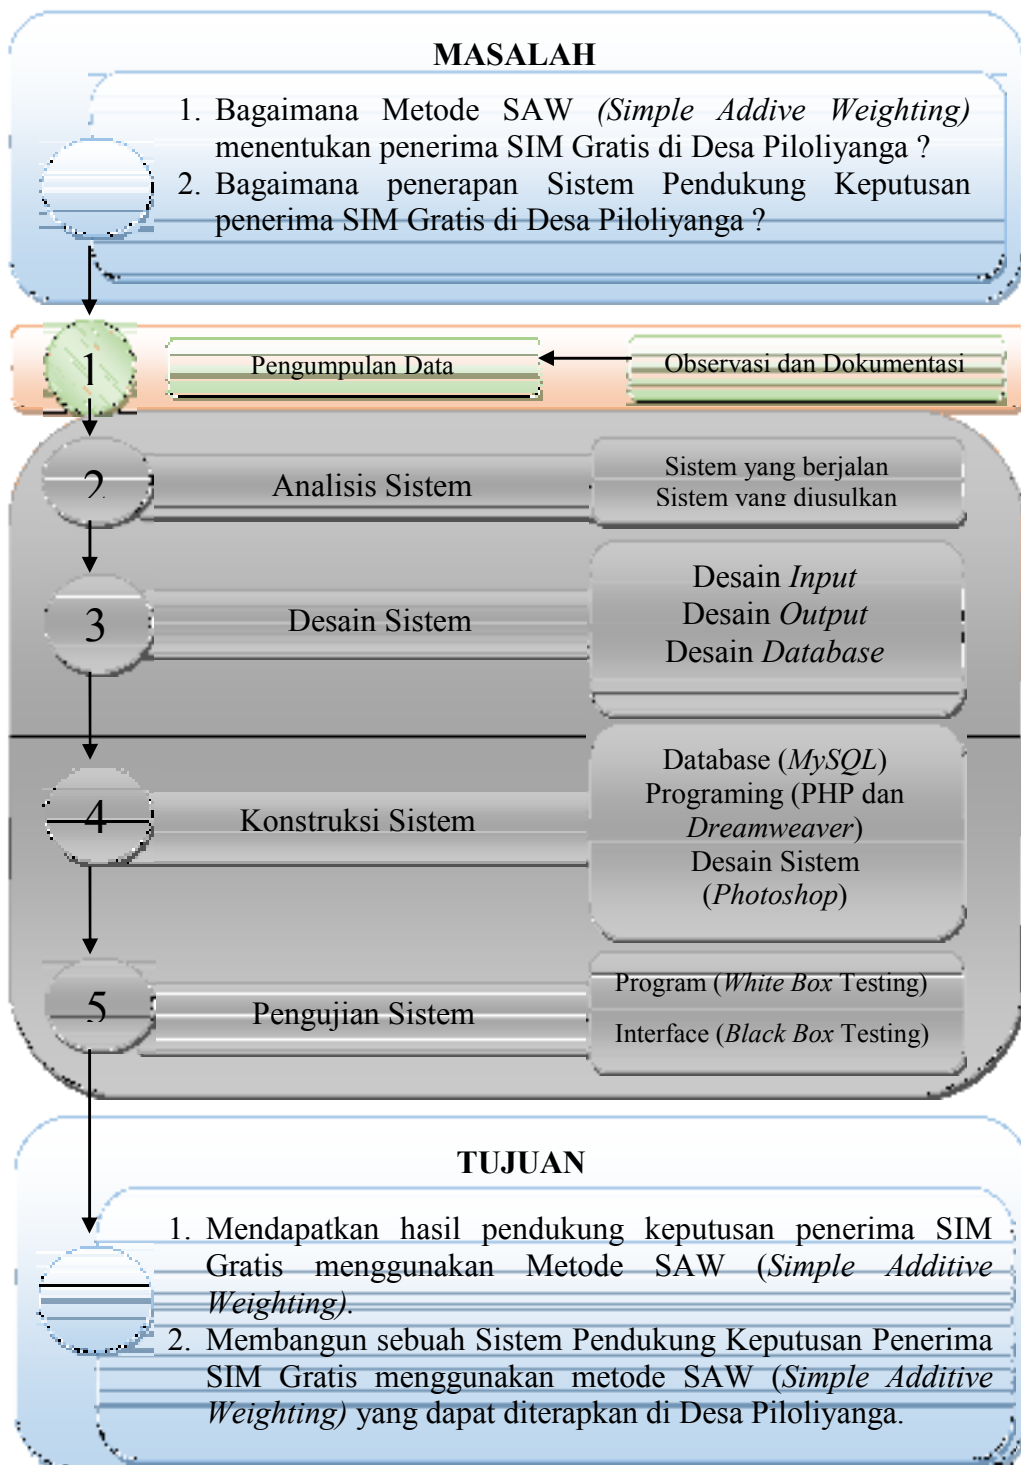 MASALAH
1. Bagaimana Metode SAW (Simple Addive Weighting)
menentukan penerima SIM Gratis di Desa Piloliyanga ?
2. Bagaimana penerapan Sistem Pendukung Keputusan
penerima SIM Gratis di Desa Piloliyanga ?
1
Pengumpulan Data
Observasi dan Dokumentasi
2
Analisis Sistem
Sistem yang berjalan
Sistem yang diusulkan
3
Desain Sistem
Desain Input
Desain Output
Desain Database
4
Konstruksi Sistem
Database (MySQL)
Programing (PHP dan
Dreamweaver)
Desain Sistem
(Photoshop)
5
Pengujian Sistem
Program (White Box Testing)
Interface (Black Box Testing)
TUJUAN
1. Mendapatkan hasil pendukung keputusan penerima SIM
Gratis menggunakan Metode SAW (Simple Additive
Weighting).
2. Membangun sebuah Sistem Pendukung Keputusan Penerima
SIM Gratis menggunakan metode SAW (Simple Additive
Weighting) yang dapat diterapkan di Desa Piloliyanga.